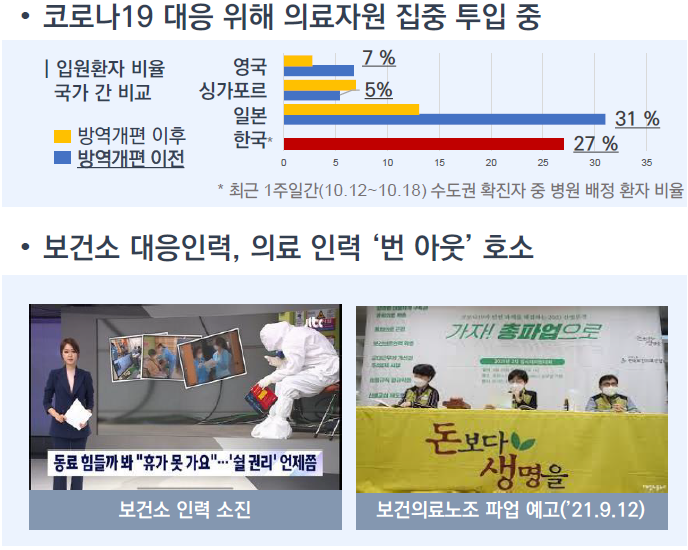 • 코로나19 대응 위해 의료자원 집중 투입 중
| 입원환자 비율
국가 간 비교
방역개편 이후
방역개편 이전
영국
7 %
싱가포르
5%
일본
31 %
한국*
27 %
0 5 10 15 20 25 30 35
* 최근 1주일간(10.12~10.18) 수도권 확진자 중 병원 배정 환자 비율
• 보건소 대응인력, 의료 인력 ‘번 아웃’ 호소
jtbc
동료 힘들까 봐 "휴가 못 가요"…'쉴 권리' 언제쯤
보건소 인력 소진
가자! 총파업으로
돈보다
생명을
보건의료노조 파업 예고(’21.9.12)